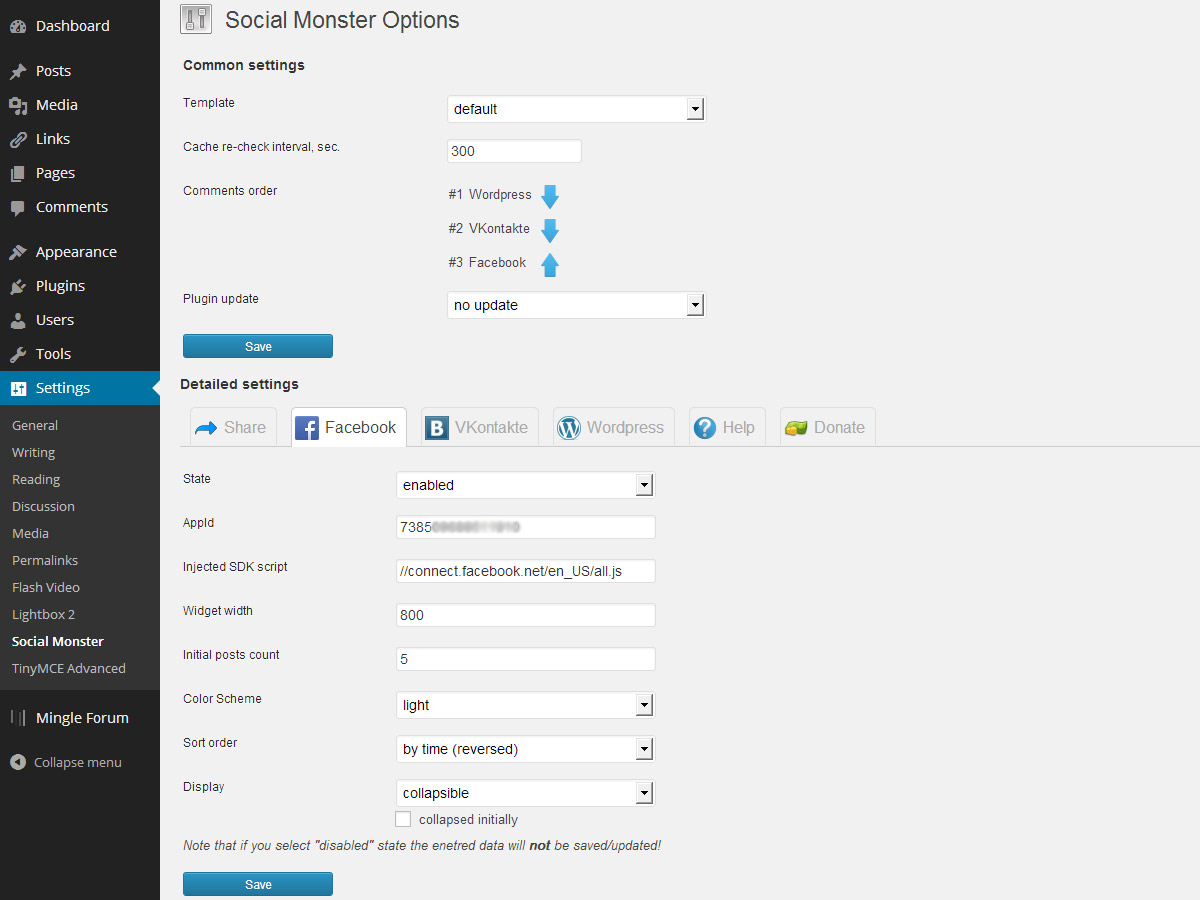 Dashboard
Posts
Media
Links
Pages
Comments
Appearance
Plugins
Users
Tools
Settings
General
Writing
Reading
Discussion
Media
Permalinks
Flash Video
Lightbox 2
Social Monster
TinyMCE Advanced
Mingle Forum
Collapse menu
Social Monster Options
Common settings
Template default
Cache re-check interval, sec. 300
Comments order #1 Wordpress
#2 VKontakte
#3 Facebook
Plugin update no update
Save
Detailed settings
Share Facebook VKontakte Wordpress Help Donate
State enabled
AppId 7385
Injected SDK script //connect.facebook.net/en_US/all.js
Widget width 800
Initial posts count 5
Color Scheme light
Sort order by time (reversed)
Display collapsible
collapsed initially
Note that if you select "disabled" state the enetred data will not be saved/updated!
Save